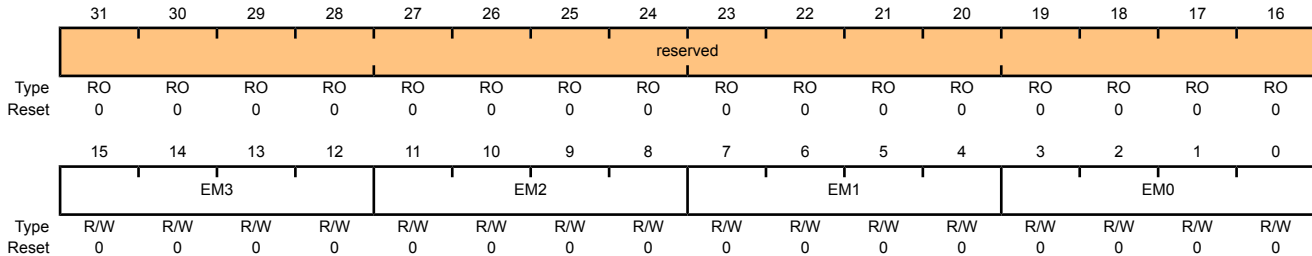 31 30 29 28 27 26 25 24 23 22 21 20 19 18 17 16
reserved
Type RO RO RO RO RO RO RO RO RO RO RO RO RO RO RO RO
Reset 0 0 0 0 0 0 0 0 0 0 0 0 0 0 0 0
15 14 13 12 11 10 9 8 7 6 5 4 3 2 1 0
EM3 EM2 EM1 EM0
Type R/W R/W R/W R/W R/W R/W R/W R/W R/W R/W R/W R/W R/W R/W R/W R/W
Reset 0 0 0 0 0 0 0 0 0 0 0 0 0 0 0 0